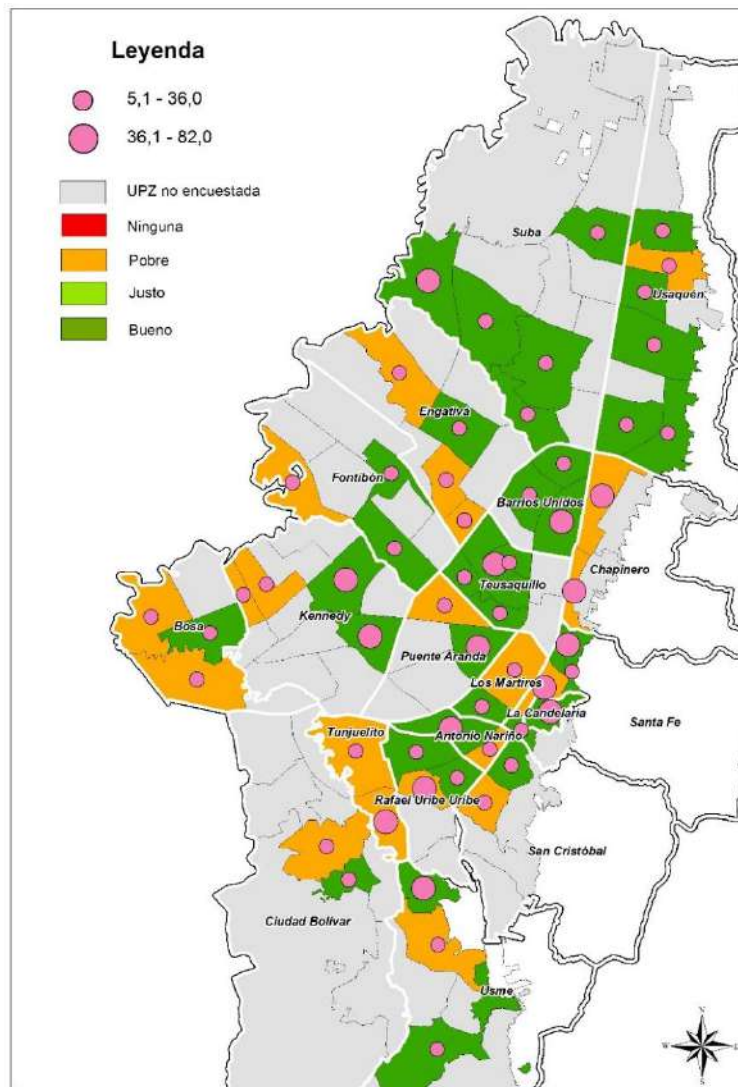 Leyenda
5,1 - 36,0
36,1 - 82,0
UPZ no encuestada
Ninguna
Pobre
Justo
Bueno
Suba
Usaquén
Engativá
Fontibón
Barrios Unidos
Chapinero
Teusaquillo
Bosa
Kennedy
Puente Aranda
Los Martires
La Candelaria
Santa Fe
Tunjuelito
Antonio Nariño
Rafael Uribe Uribe
San Cristóbal
Ciudad Bolívar
Usme
N
W
S